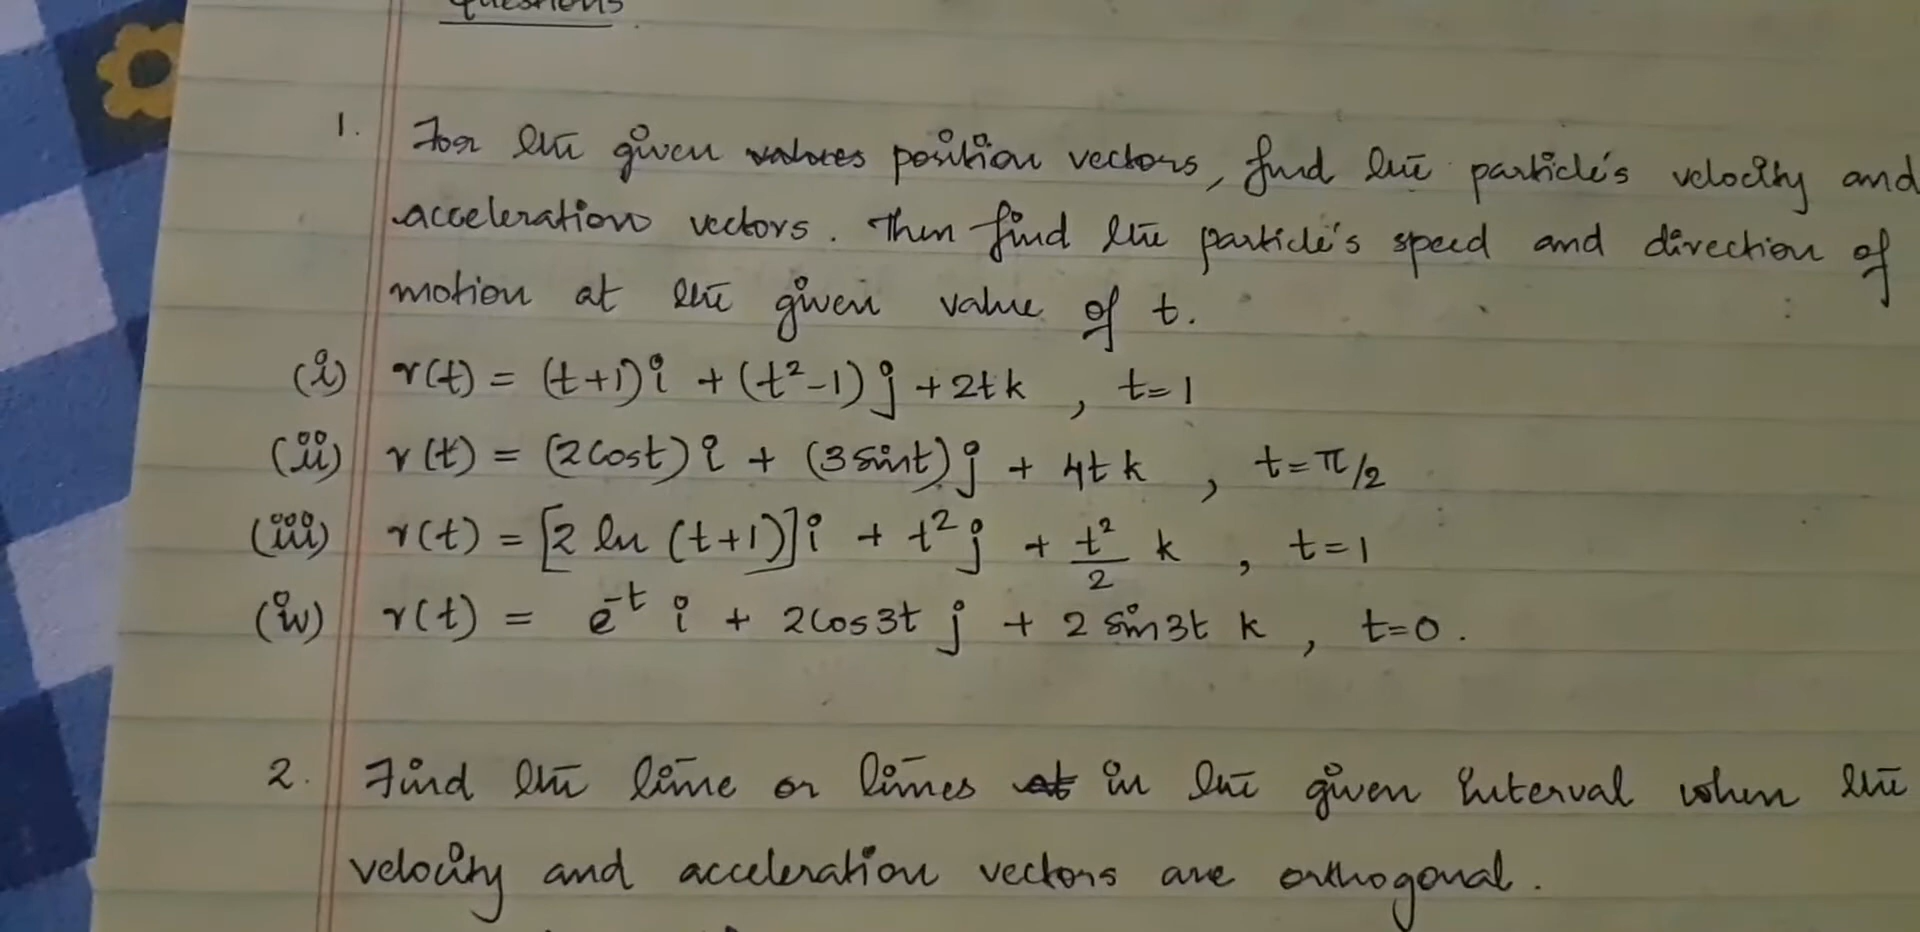 Questions
1. For the given values position vectors, find the particle's velocity and
acceleration vectors. Then find the particle's speed and direction of
motion at the given value of t.
(i) r(t) = (t+1)i + (t²-1)j + 2tk , t=1
(ii) r(t) = (2cost)i + (3sint)j + 4tk , t=π/2
(iii) r(t) = [2 ln (t+1)]i + t²j + t²/2 k , t=1
(iv) r(t) = e^-t i + 2cos3t j + 2 sin3t k , t=0.
2. Find the time or times at in the given interval when the
velocity and acceleration vectors are orthogonal.